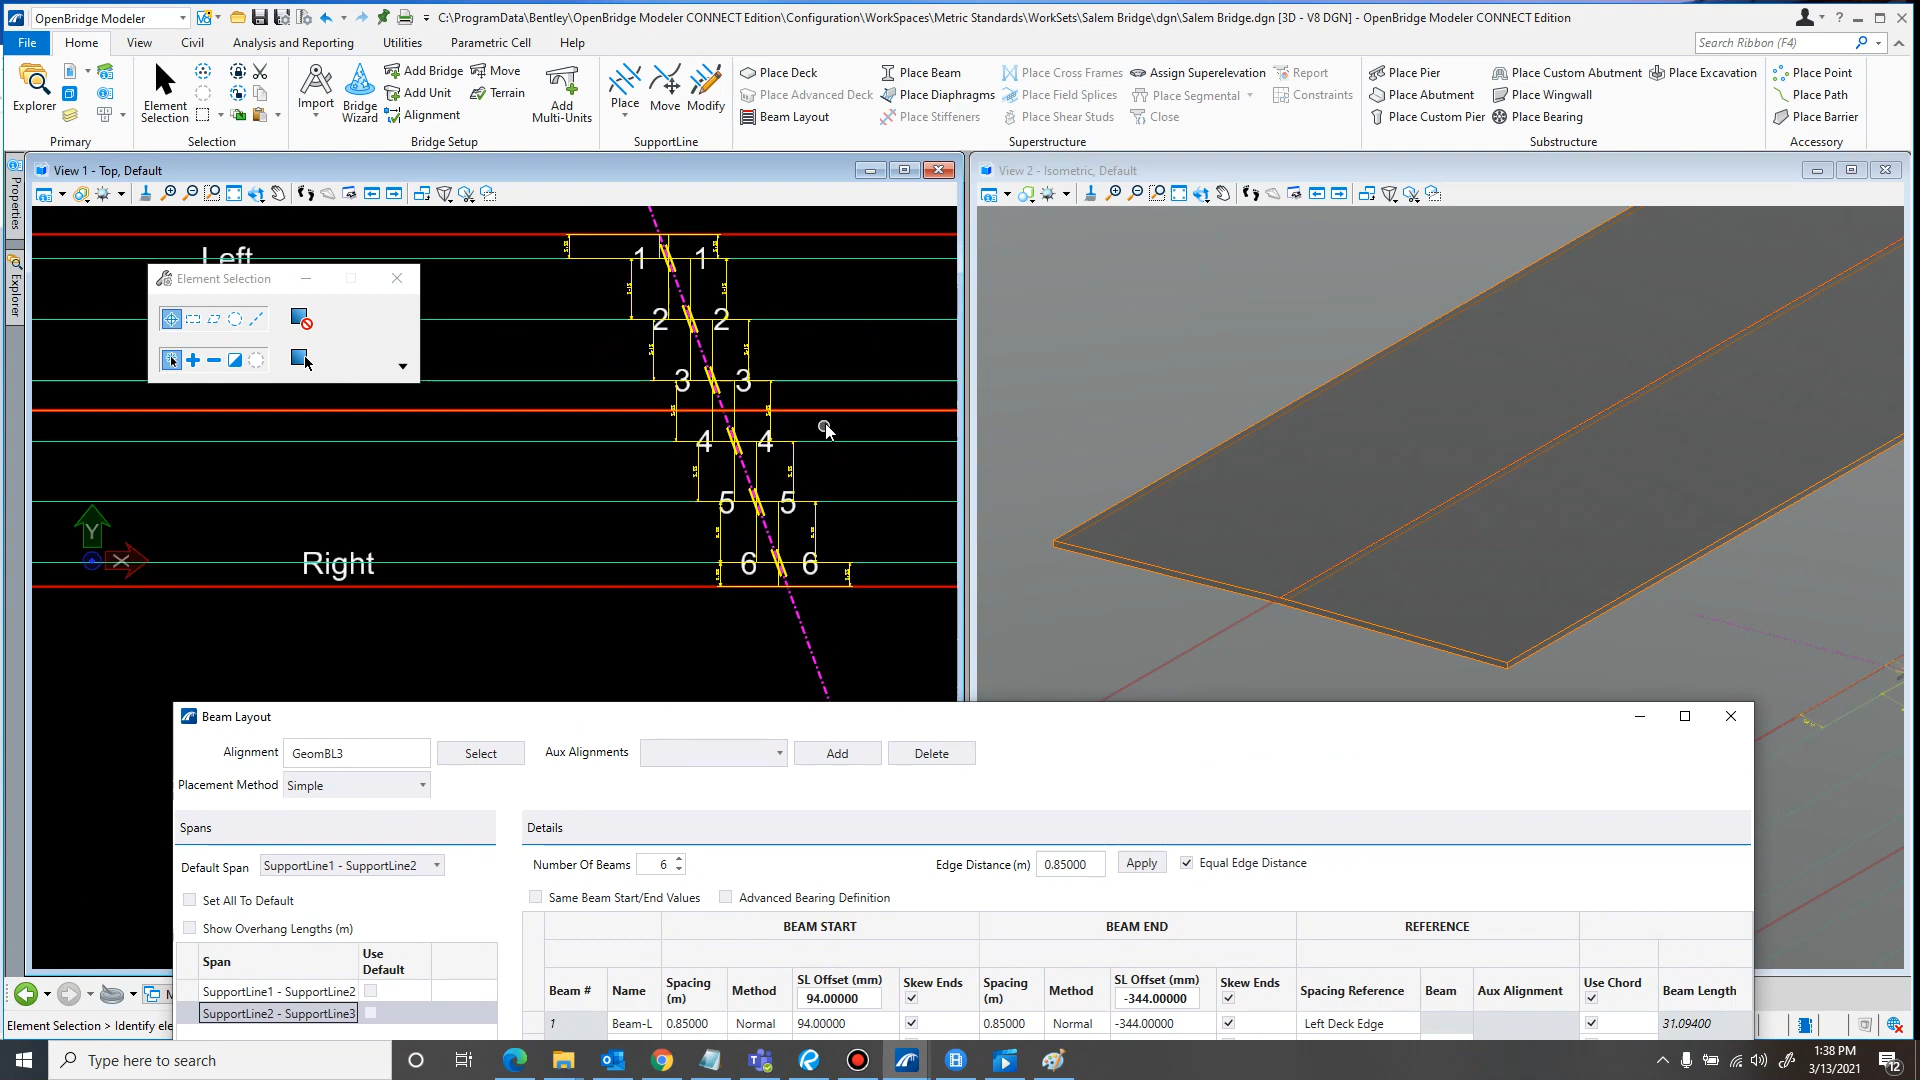 OpenBridge Modeler
C:\ProgramData\Bentley\OpenBridge Modeler CONNECT Edition\Configuration\WorkSpaces\Metric Standards\WorkSets\Salem Bridge\dgn\Salem Bridge.dgn [3D - V8 DGN] - OpenBridge Modeler CONNECT Edition
File Home View Civil Analysis and Reporting Utilities Parametric Cell Help
Search Ribbon (F4)
Explorer
Element Selection
Import
Bridge Wizard
Add Bridge
Add Unit
Alignment
Move
Terrain
Add Multi-Units
Place
Move
Modify
Place Deck
Place Advanced Deck
Beam Layout
Place Beam
Place Diaphragms
Place Stiffeners
Place Cross Frames
Place Field Splices
Place Shear Studs
Assign Superelevation
Place Segmental
Close
Report
Constraints
Place Pier
Place Abutment
Place Custom Pier
Place Custom Abutment
Place Wingwall
Place Bearing
Place Excavation
Place Point
Place Path
Place Barrier
Primary Selection Bridge Setup SupportLine Superstructure Substructure Accessory
View 1 - Top, Default
View 2 - Isometric, Default
Properties
Explorer
Left
Element Selection
1 1
2 2
3 3
4 4
5 5
6 6
Y
X
Right
Beam Layout
Alignment GeomBL3 Select Aux Alignments Add Delete
Placement Method Simple
Spans
Details
Default Span SupportLine1 - SupportLine2
Number Of Beams 6 Edge Distance (m) 0.85000 Apply Equal Edge Distance
Set All To Default
Same Beam Start/End Values Advanced Bearing Definition
Show Overhang Lengths (m)
BEAM START BEAM END REFERENCE
Span Use Default
Beam # Name Spacing (m) Method SL Offset (mm) 94.00000 Skew Ends Spacing (m) Method SL Offset (mm) -344.00000 Skew Ends Spacing Reference Beam Aux Alignment Use Chord Beam Length
SupportLine1 - SupportLine2
SupportLine2 - SupportLine3
1 Beam-L 0.85000 Normal 94.00000 0.85000 Normal -344.00000 Left Deck Edge 31.09400
Element Selection > Identify ele
Type here to search
1:38 PM
3/13/2021
12